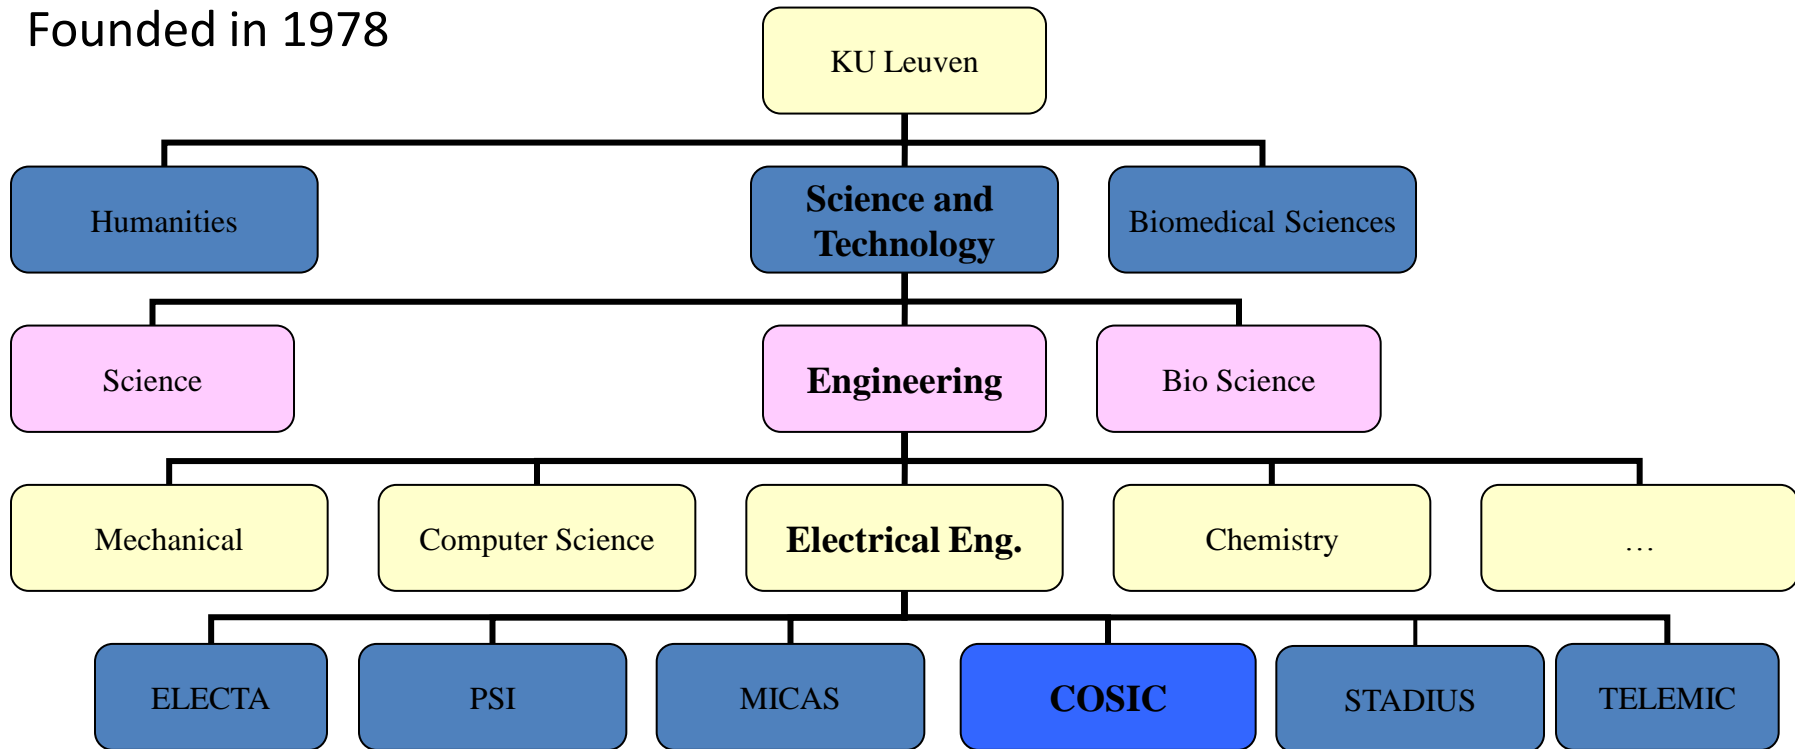 Founded in 1978
KU Leuven
Humanities
Science and
Technology
Biomedical Sciences
Science
Engineering
Bio Science
Mechanical
Computer Science
Electrical Eng.
Chemistry
…
ELECTA
PSI
MICAS
COSIC
STADIUS
TELEMIC